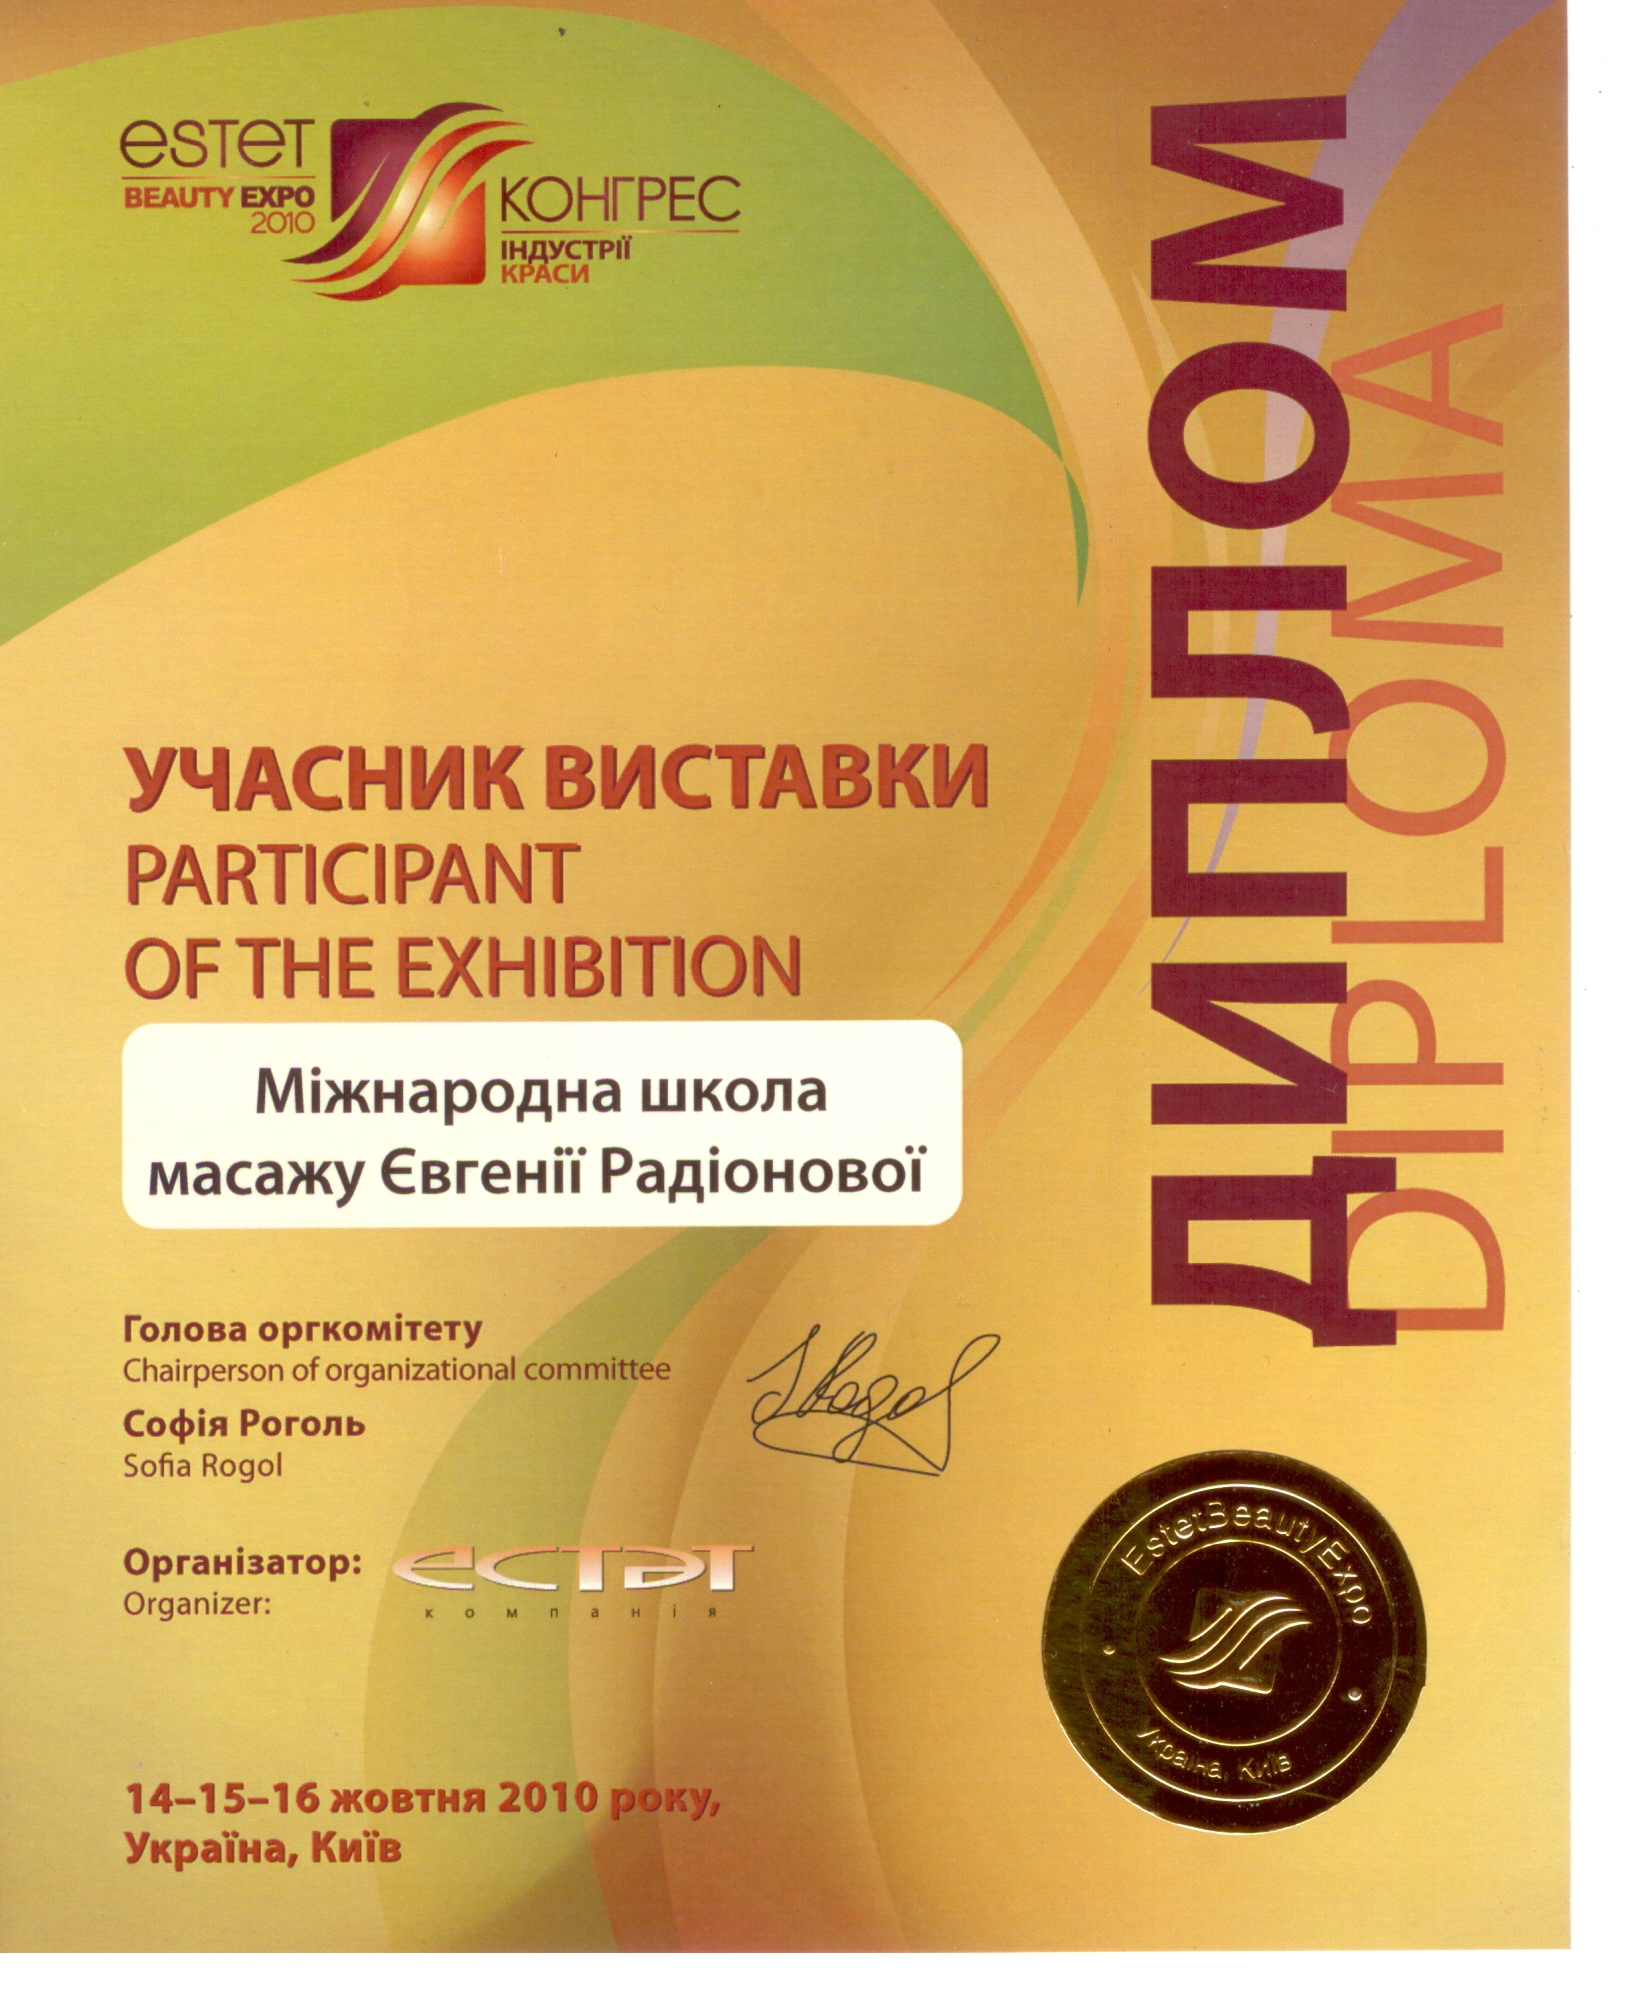 estet
BEAUTY EXPO
2010
КОНГРЕС
ІНДУСТРІЇ
КРАСИ
ДИПЛОМ
DIPLOMA
УЧАСНИК ВИСТАВКИ
PARTICIPANT
OF THE EXHIBITION
Міжнародна школа
масажу Євгенії Радіонової
Голова оргкомітету
Chairperson of organizational committee
Софія Роголь
Sofia Rogol
Організатор:
Organizer:
естет
компанія
EstetBeautyExpo
Україна, Київ
14–15–16 жовтня 2010 року,
Україна, Київ